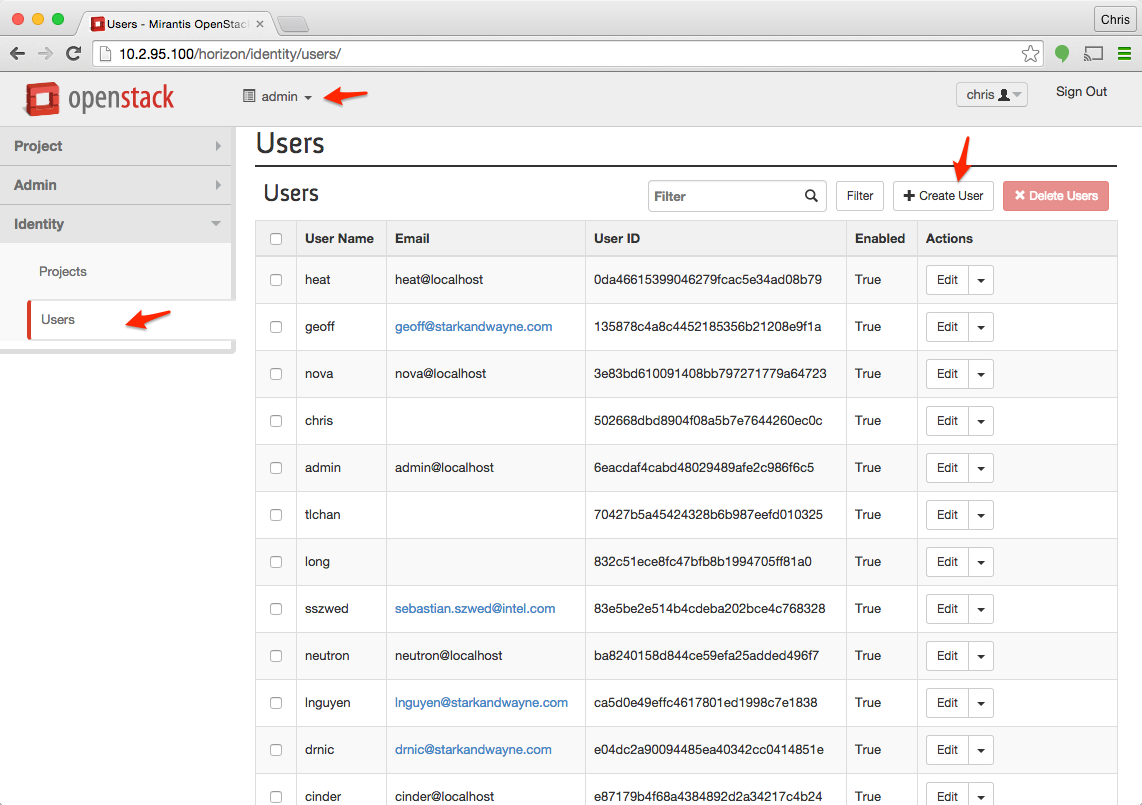 Users - Mirantis OpenStac
Chris
10.2.95.100/horizon/identity/users/
openstack
admin
chris
Sign Out
Project
Admin
Identity
Projects
Users
Users
Users
Filter
Filter
Create User
Delete Users
User Name Email User ID Enabled Actions
heat heat@localhost 0da46615399046279fcac5e34ad08b79 True Edit
geoff geoff@starkandwayne.com 135878c4a8c4452185356b21208e9f1a True Edit
nova nova@localhost 3e83bd610091408bb797271779a64723 True Edit
chris 502668dbd8904f08a5b7e7644260ec0c True Edit
admin admin@localhost 6eacdaf4cabd48029489afe2c986f6c5 True Edit
tlchan 70427b5a45424328b6b987eefd010325 True Edit
long 832c51ece8fc47bfb8b1994705ff81a0 True Edit
sszwed sebastian.szwed@intel.com 83e5be2e514b4cdeba202bce4c768328 True Edit
neutron neutron@localhost ba8240158d844ce59efa25added496f7 True Edit
lnguyen lnguyen@starkandwayne.com ca5d0e49effc4617801ed1998c7e1838 True Edit
drnic drnic@starkandwayne.com e04dc2a90094485ea40342cc0414851e True Edit
cinder cinder@localhost e87179b4f68a4384892d2a34217c4b24 True Edit